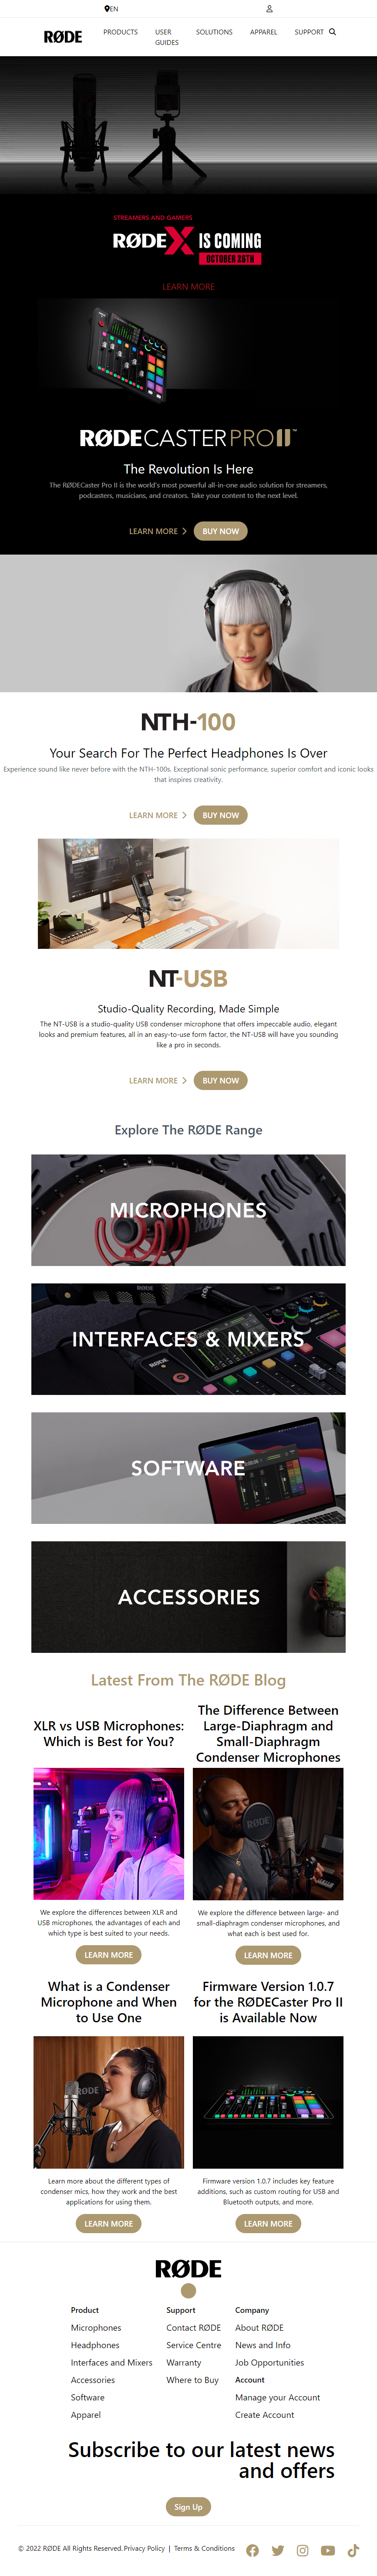 EN
RØDE
PRODUCTS
USER
GUIDES
SOLUTIONS
APPAREL
SUPPORT
STREAMERS AND GAMERS
RØDE X IS COMING
OCTOBER 26TH
LEARN MORE
RØDECASTER PRO II™
The Revolution Is Here
The RØDECaster Pro II is the world's most powerful all-in-one audio solution for streamers,
podcasters, musicians, and creators. Take your content to the next level.
LEARN MORE
BUY NOW
NTH-100
Your Search For The Perfect Headphones Is Over
Experience sound like never before with the NTH-100s. Exceptional sonic performance, superior comfort and iconic looks
that inspires creativity.
LEARN MORE
BUY NOW
NT-USB
Studio-Quality Recording, Made Simple
The NT-USB is a studio-quality USB condenser microphone that offers impeccable audio, elegant
looks and premium features, all in an easy-to-use form factor, the NT-USB will have you sounding
like a pro in seconds.
LEARN MORE
BUY NOW
Explore The RØDE Range
MICROPHONES
INTERFACES & MIXERS
SOFTWARE
ACCESSORIES
Latest From The RØDE Blog
XLR vs USB Microphones:
Which is Best for You?
We explore the differences between XLR and
USB microphones, the advantages of each and
which type is best suited to your needs.
LEARN MORE
The Difference Between
Large-Diaphragm and
Small-Diaphragm
Condenser Microphones
RØDE
We explore the difference between large- and
small-diaphragm condenser microphones, and
what each is best used for.
LEARN MORE
What is a Condenser
Microphone and When
to Use One
RØDE
Learn more about the different types of
condenser mics, how they work and the best
applications for using them.
LEARN MORE
Firmware Version 1.0.7
for the RØDECaster Pro II
is Available Now
Firmware version 1.0.7 includes key feature
additions, such as custom routing for USB and
Bluetooth outputs, and more.
LEARN MORE
RØDE
Product
Microphones
Headphones
Interfaces and Mixers
Accessories
Software
Apparel
Support
Contact RØDE
Service Centre
Warranty
Where to Buy
Company
About RØDE
News and Info
Job Opportunities
Account
Manage your Account
Create Account
Subscribe to our latest news
and offers
Sign Up
© 2022 RØDE All Rights Reserved. Privacy Policy | Terms & Conditions